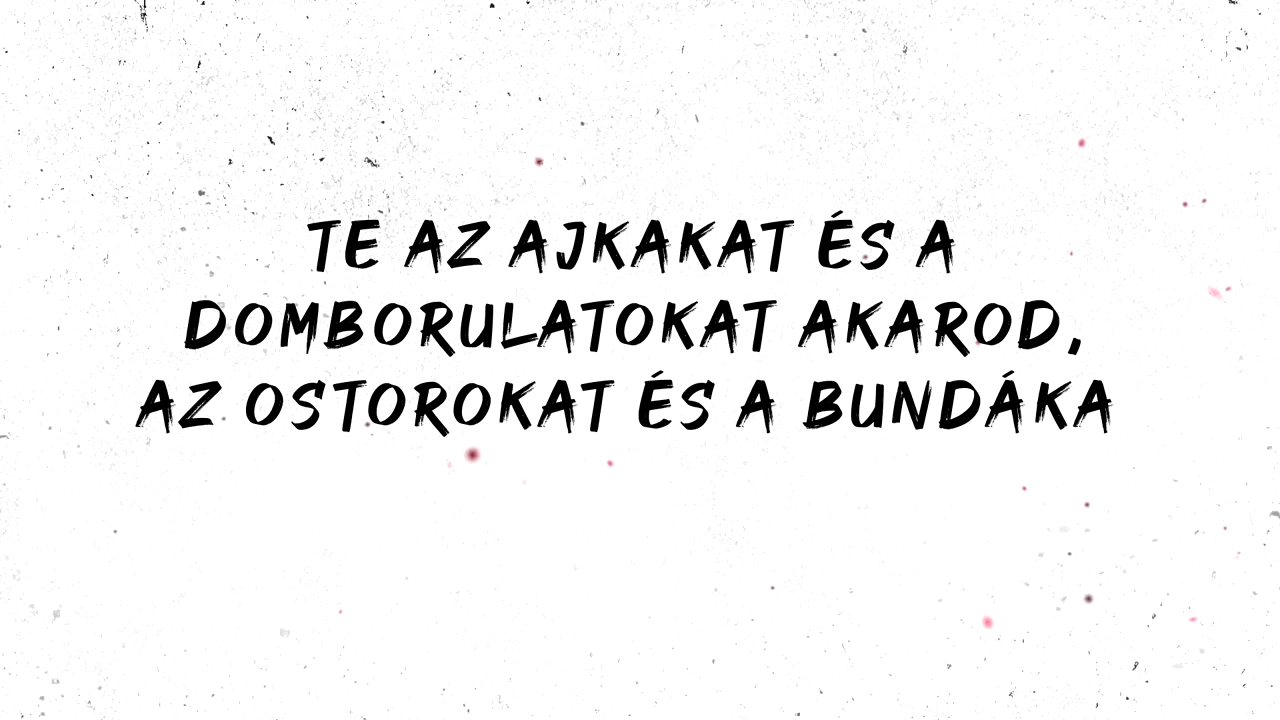 TE AZ AJKAKAT ÉS A
DOMBORULATOKAT AKAROD,
AZ OSTOROKAT ÉS A BUNDÁKA